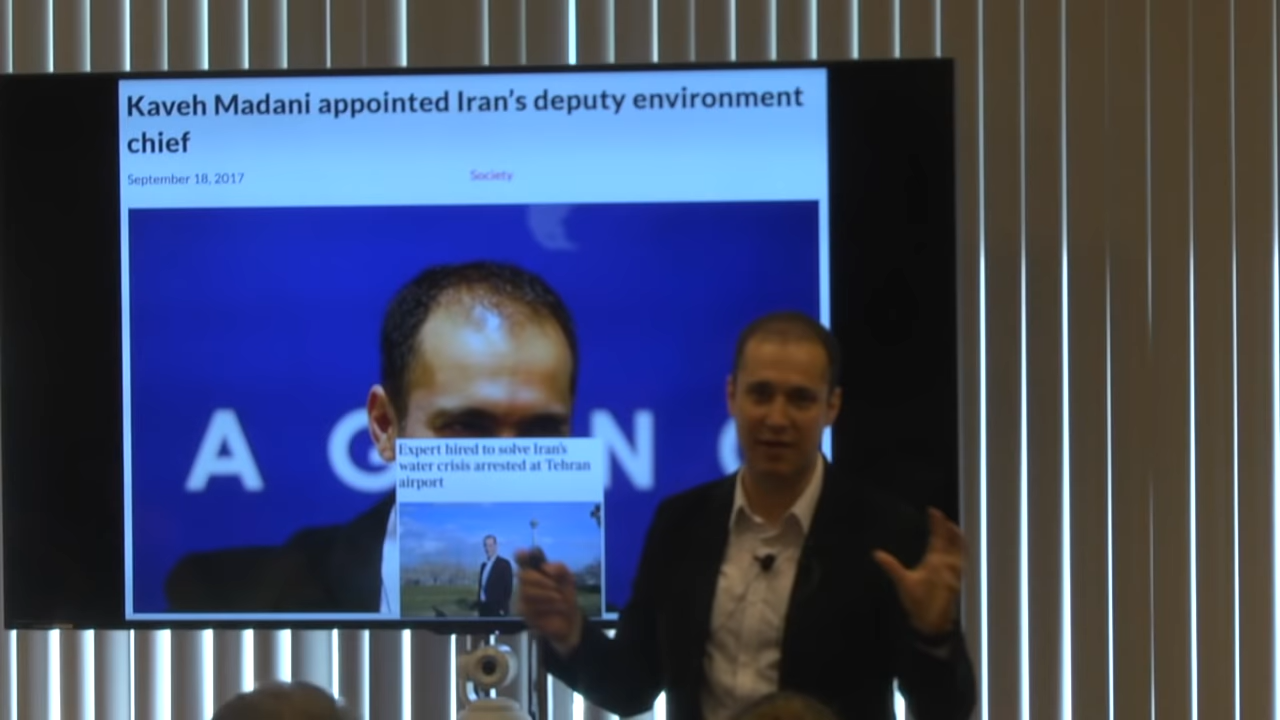 Kaveh Madani appointed Iran's deputy environment
chief
September 18, 2017
Society
A G N C
Expert hired to solve Iran's
water crisis arrested at Tehran
airport